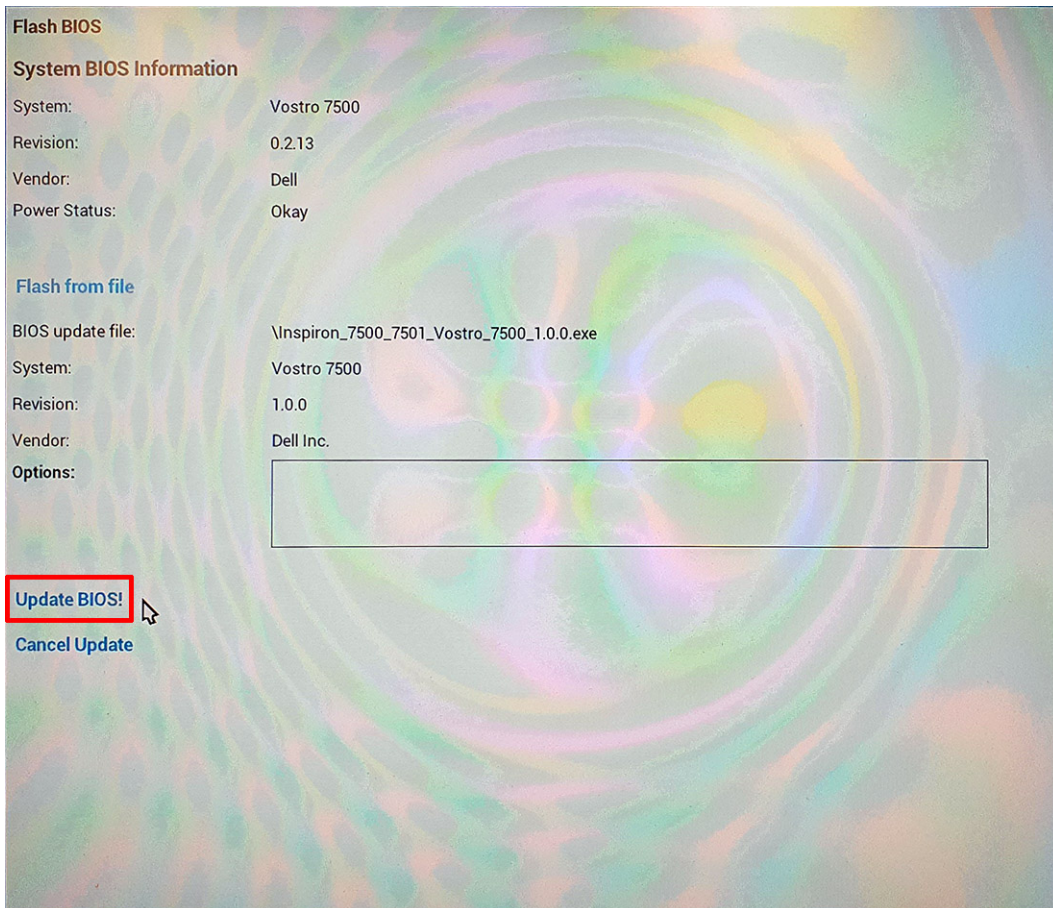 Flash BIOS
System BIOS Information
System: Vostro 7500
Revision: 0.2.13
Vendor: Dell
Power Status: Okay
Flash from file
BIOS update file: \Inspiron_7500_7501_Vostro_7500_1.0.0.exe
System: Vostro 7500
Revision: 1.0.0
Vendor: Dell Inc.
Options:
Update BIOS!
Cancel Update